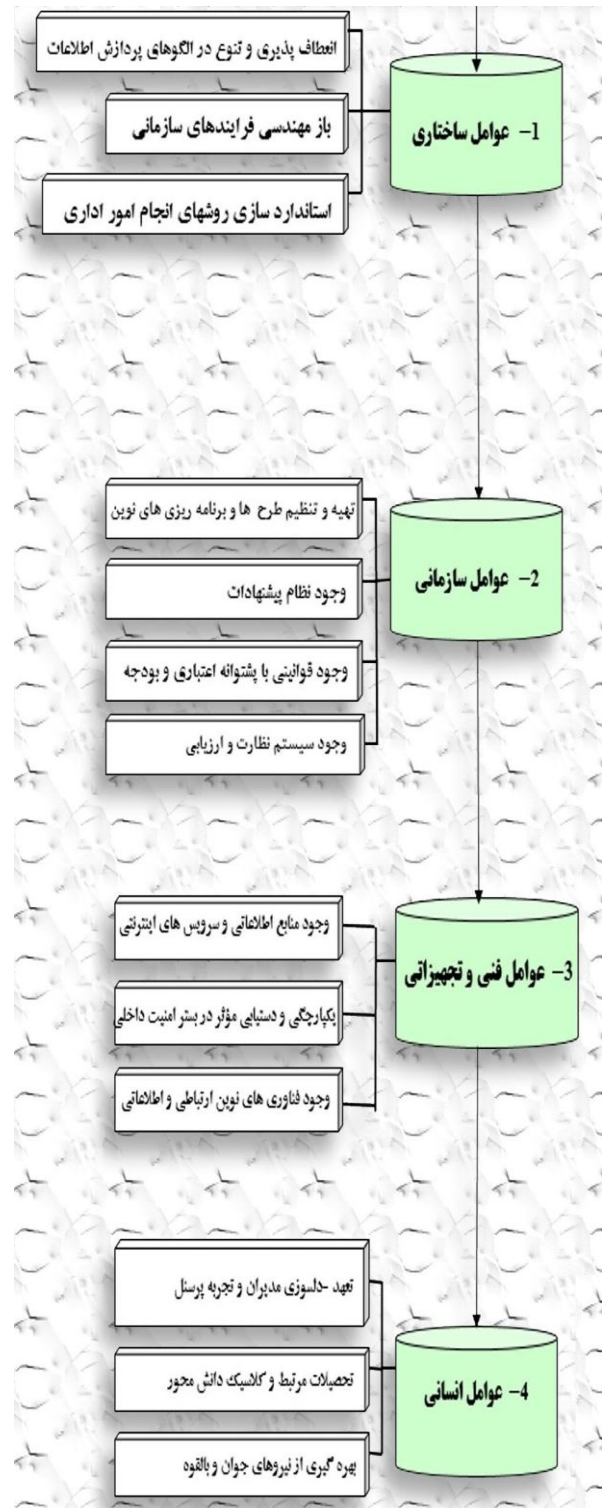 1- عوامل ساختاری
انعطاف پذیری و تنوع در الگوهای پردازش اطلاعات
باز مهندسی فرایندهای سازمانی
استاندارد سازی روشهای انجام امور اداری
2- عوامل سازمانی
تهیه و تنظیم طرح ها و برنامه ریزی های نوین
وجود نظام پیشنهادات
وجود قوانینی با پشتوانه اعتباری و بودجه
وجود سیستم نظارت و ارزیابی
3- عوامل فنی و تجهیزاتی
وجود منابع اطلاعاتی و سرویس های اینترنتی
یکپارچگی و دستیابی مؤثر در بستر امنیت داخلی
وجود فناوری های نوین ارتباطی و اطلاعاتی
4- عوامل انسانی
تعهد -دلسوزی مدیران و تجربه پرسنل
تحصیلات مرتبط و کلاسیک دانش محور
بهره گیری از نیروهای جوان و بالقوه